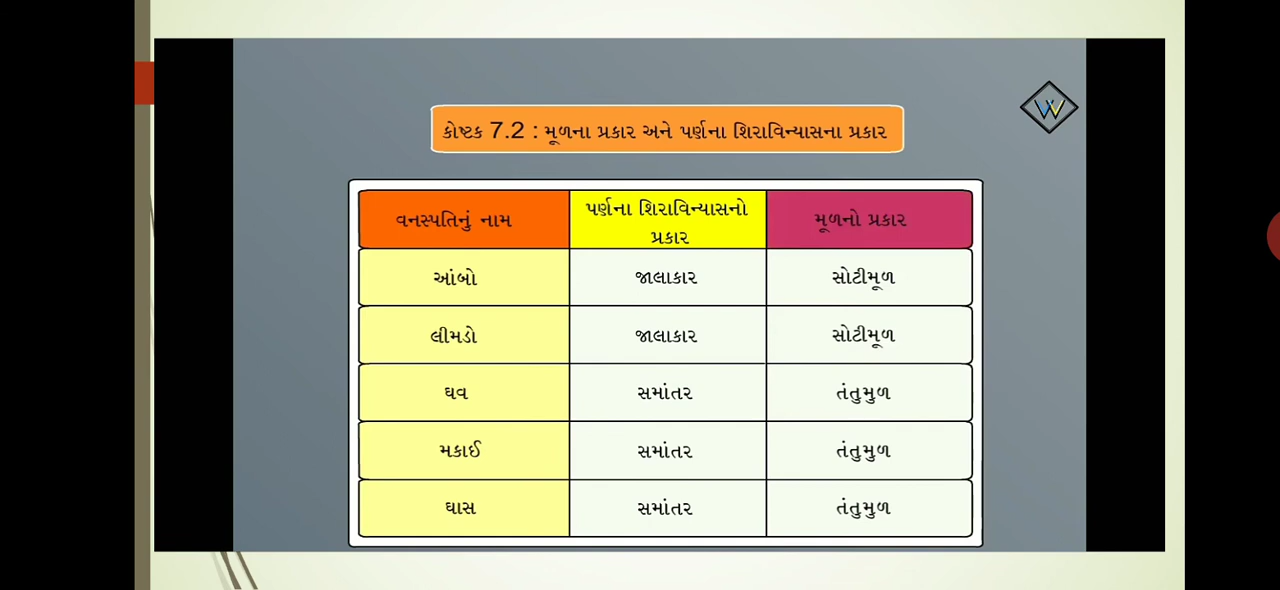 કોષ્ટક 7.2 : મૂળના પ્રકાર અને પર્ણના શિરાવિન્યાસના પ્રકાર
વનસ્પતિનું નામ પર્ણના શિરાવિન્યાસનો પ્રકાર મૂળનો પ્રકાર
આંબો જાલાકાર સોટીમૂળ
લીમડો જાલાકાર સોટીમૂળ
ઘવ સમાંતર તંતુમુળ
મકાઈ સમાંતર તંતુમુળ
ઘાસ સમાંતર તંતુમુળ